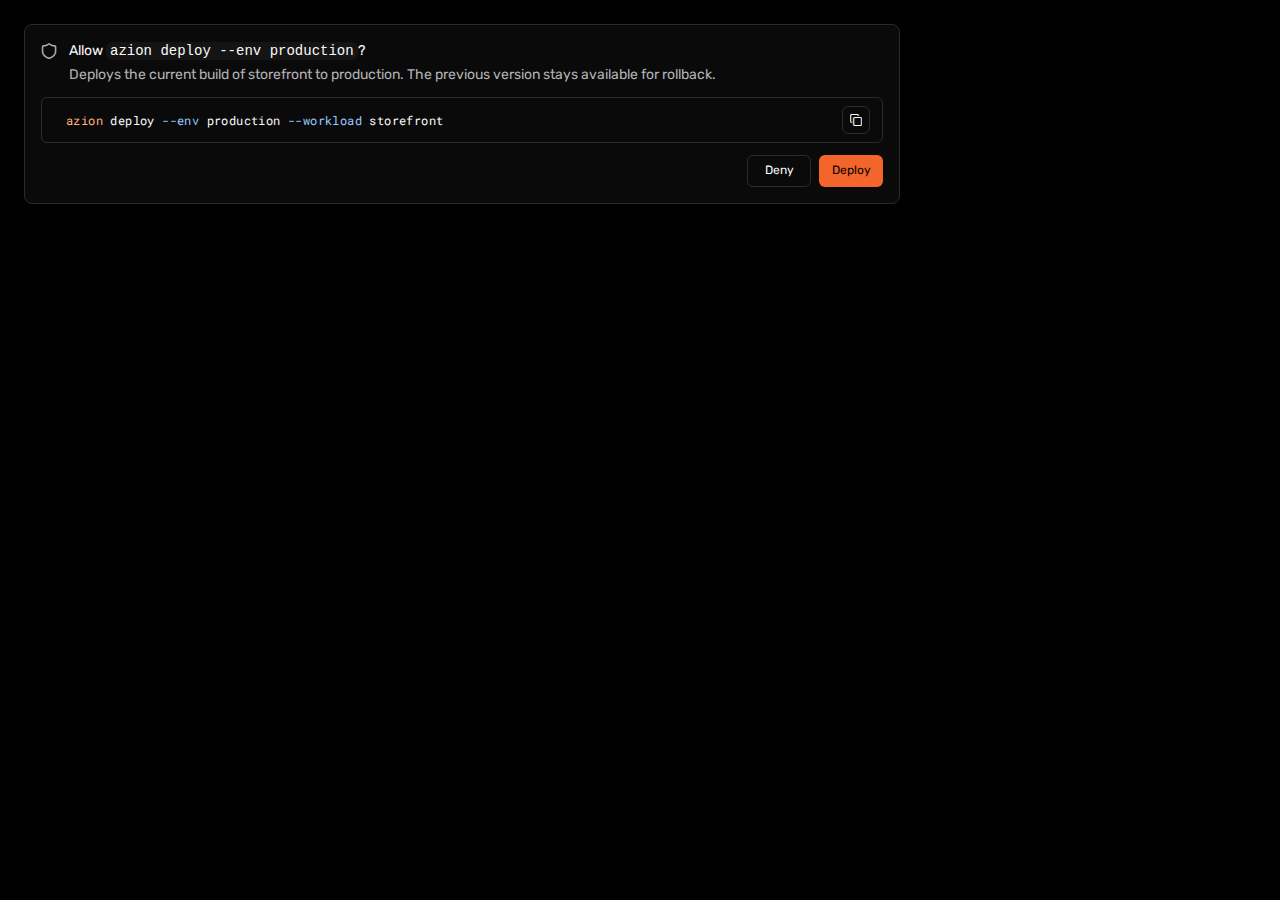 Allow azion deploy --env production?
Deploys the current build of storefront to production. The previous version stays available for rollback.
azion deploy --env production --workload storefront
Deny
Deploy